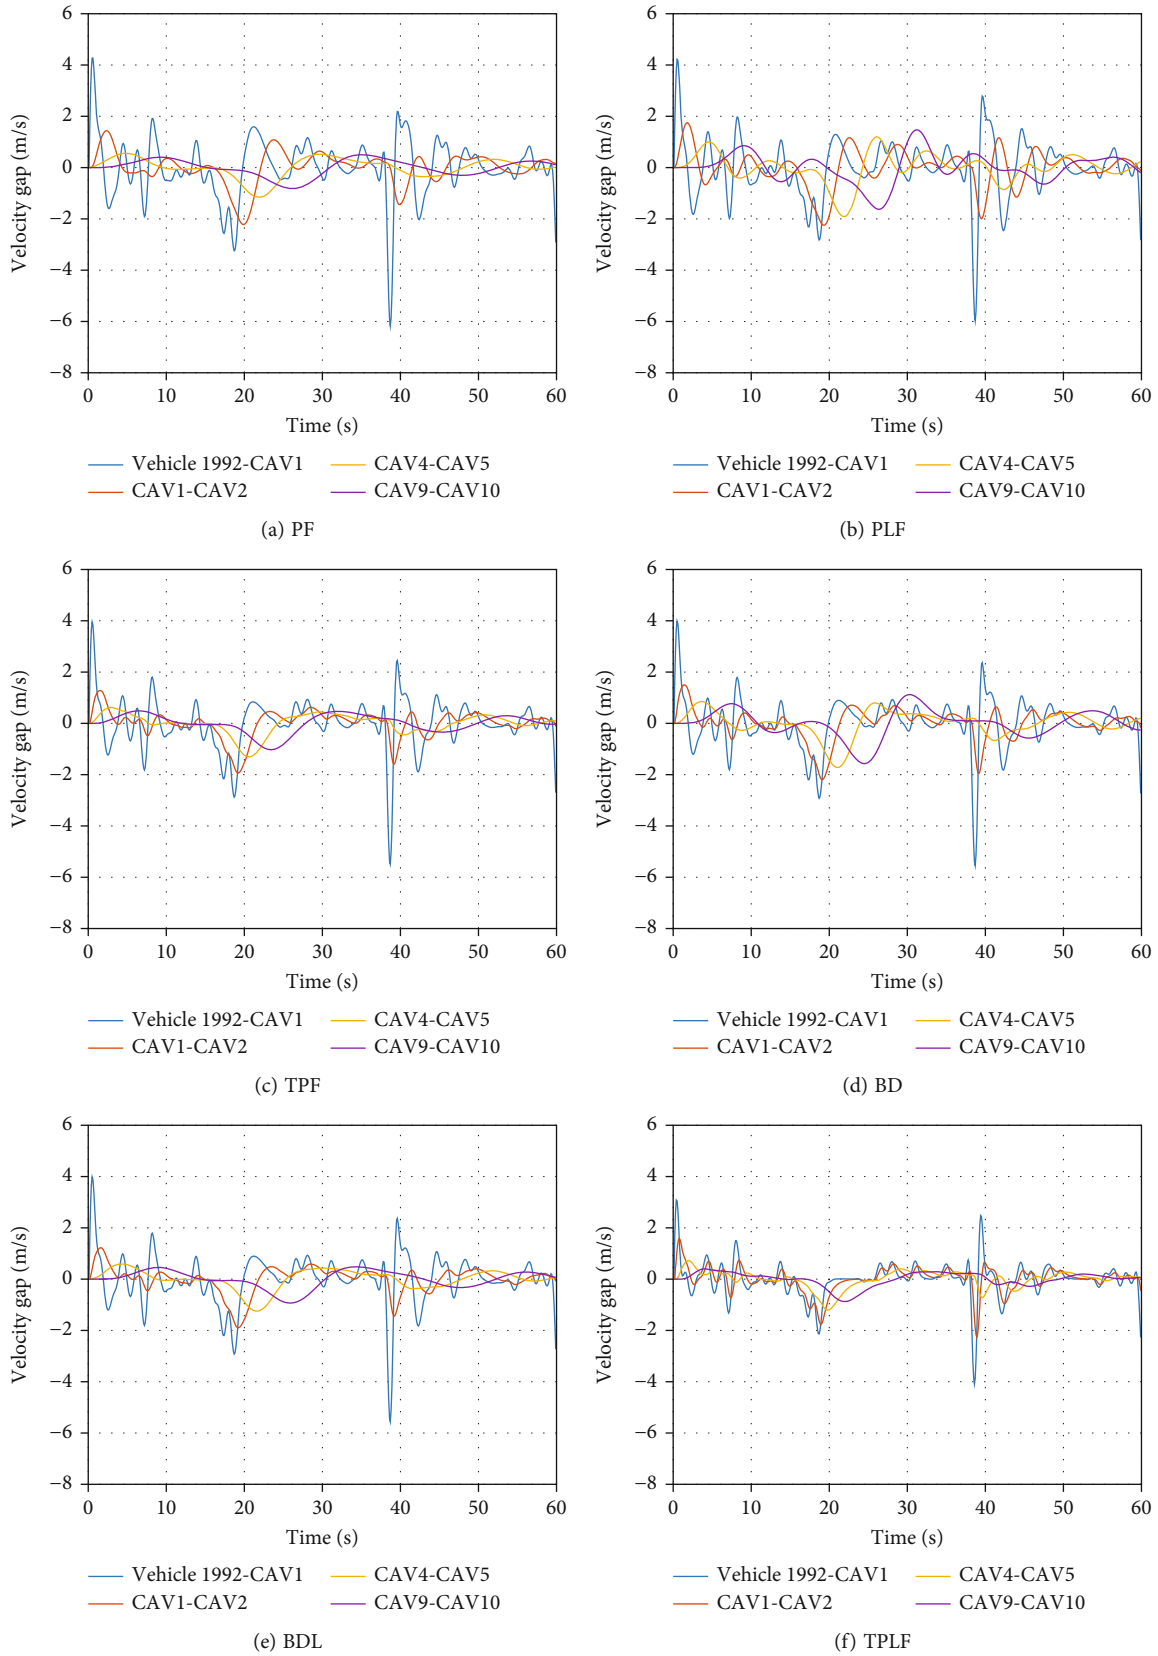 6
4
2
0
−2
−4
−6
−8
Velocity gap (m/s)
0 10 20 30 40 50 60
Time (s)
Vehicle 1992-CAV1 CAV4-CAV5
CAV1-CAV2 CAV9-CAV10
(a) PF
6
4
2
0
−2
−4
−6
−8
Velocity gap (m/s)
0 10 20 30 40 50 60
Time (s)
Vehicle 1992-CAV1 CAV4-CAV5
CAV1-CAV2 CAV9-CAV10
(b) PLF
6
4
2
0
−2
−4
−6
−8
Velocity gap (m/s)
0 10 20 30 40 50 60
Time (s)
Vehicle 1992-CAV1 CAV4-CAV5
CAV1-CAV2 CAV9-CAV10
(c) TPF
6
4
2
0
−2
−4
−6
−8
Velocity gap (m/s)
0 10 20 30 40 50 60
Time (s)
Vehicle 1992-CAV1 CAV4-CAV5
CAV1-CAV2 CAV9-CAV10
(d) BD
6
4
2
0
−2
−4
−6
−8
Velocity gap (m/s)
0 10 20 30 40 50 60
Time (s)
Vehicle 1992-CAV1 CAV4-CAV5
CAV1-CAV2 CAV9-CAV10
(e) BDL
6
4
2
0
−2
−4
−6
−8
Velocity gap (m/s)
0 10 20 30 40 50 60
Time (s)
Vehicle 1992-CAV1 CAV4-CAV5
CAV1-CAV2 CAV9-CAV10
(f) TPLF